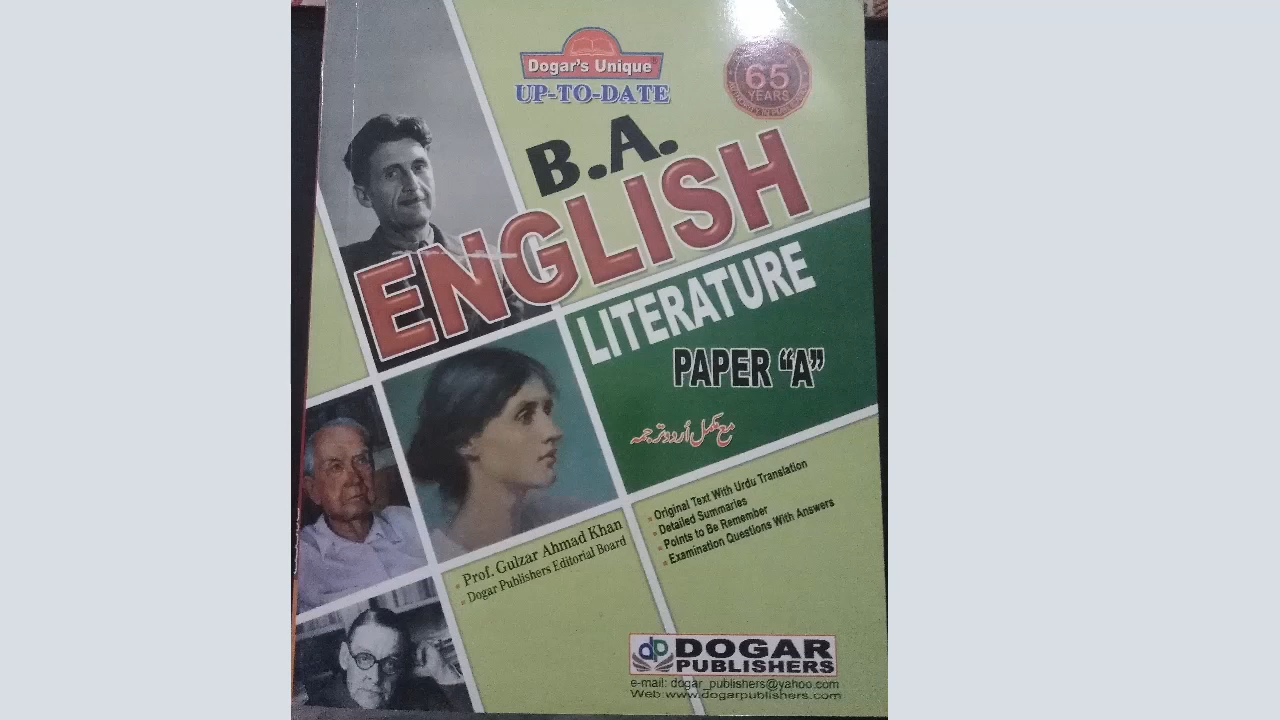 Dogar's Unique®
UP-TO-DATE
65
YEARS
B.A.
ENGLISH
LITERATURE
PAPER “A”
مع مکمل اُردو ترجمہ
Original Text With Urdu Translation
Detailed Summaries
Points to Be Remember
Examination Questions With Answers
Prof. Gulzar Ahmad Khan
Dogar Publishers Editorial Board
dp DOGAR
PUBLISHERS
e-mail: dogar_publishers@yahoo.com
Web:www.dogarpublishers.com